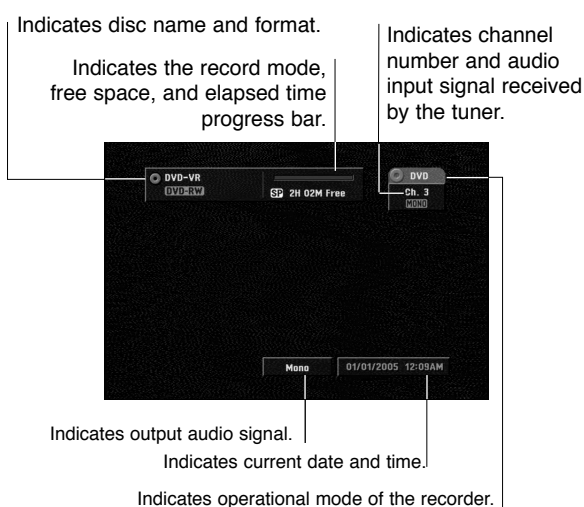 Indicates disc name and format.
Indicates the record mode,
free space, and elapsed time
progress bar.
Indicates channel
number and audio
input signal received
by the tuner.
DVD-VR
DVD-RW
SP 2H 02M Free
DVD
Ch. 3
MONO
Mono
01/01/2005 12:09AM
Indicates output audio signal.
Indicates current date and time.
Indicates operational mode of the recorder.